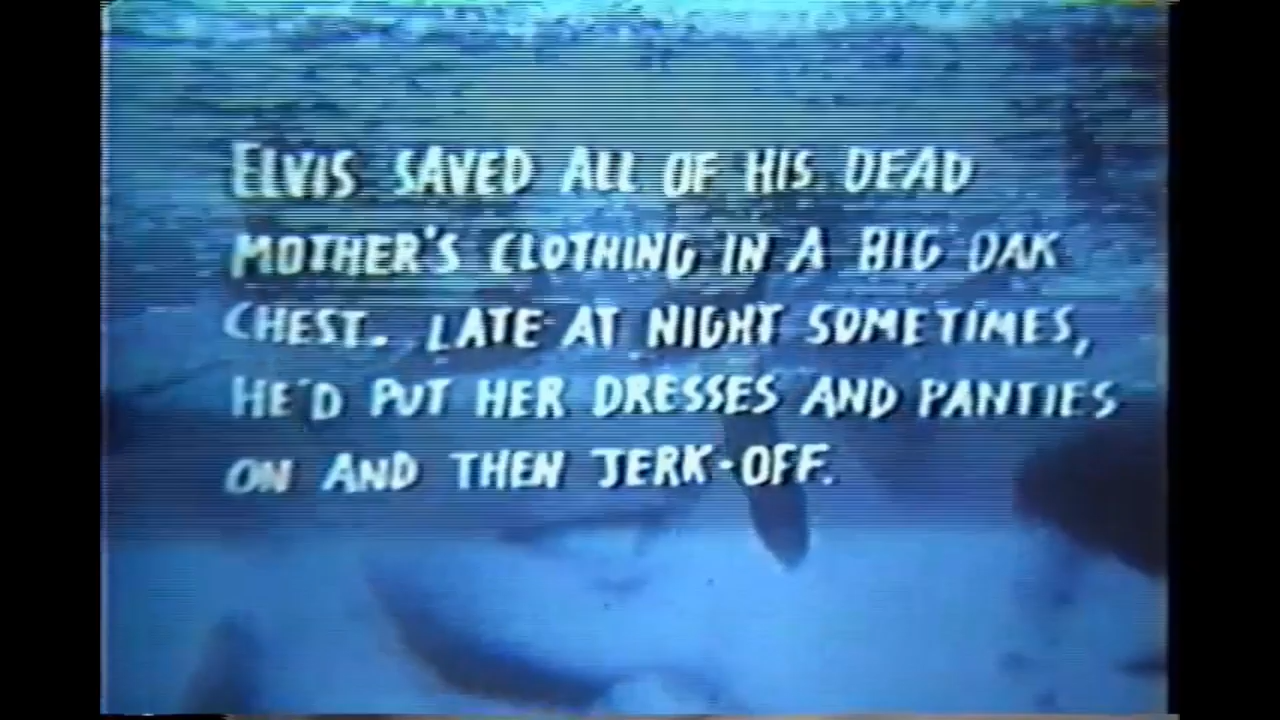 ELVIS SAVED ALL OF HIS DEAD
MOTHER'S CLOTHING IN A BIG OAK
CHEST. LATE AT NIGHT SOMETIMES,
HE'D PUT HER DRESSES AND PANTIES
ON AND THEN JERK-OFF.